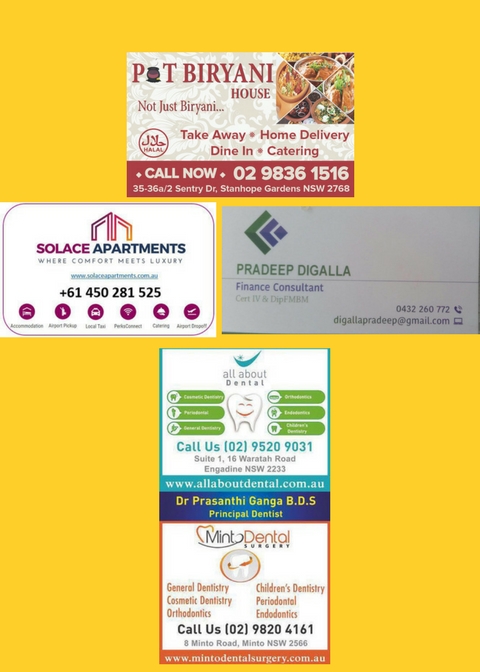 POT BIRYANI
HOUSE
Not Just Biryani...
حلال
HALAL
Take Away • Home Delivery
Dine In • Catering
• CALL NOW • 02 9836 1516
35-36a/2 Sentry Dr, Stanhope Gardens NSW 2768
SOLACE APARTMENTS
WHERE COMFORT MEETS LUXURY
www.solaceapartments.com.au
+61 450 281 525
Accommodation Airport Pickup Local Taxi PerksConnect Catering Airport Dropoff
PRADEEP DIGALLA
Finance Consultant
Cert IV & DipFMBM
0432 260 772
digallapradeep@gmail.com
all about
Dental
Cosmetic Dentistry Orthodontics
Periodontal Endodontics
General Dentistry Children's
Dentistry
Call Us (02) 9520 9031
Suite 1, 16 Waratah Road
Engadine NSW 2233
www.allaboutdental.com.au
Dr Prasanthi Ganga B.D.S
Principal Dentist
MintoDental
SURGERY
General Dentistry Children's Dentistry
Cosmetic Dentistry Periodontal
Orthodontics Endodontics
Call Us (02) 9820 4161
8 Minto Road, Minto NSW 2566
www.mintodentalsurgery.com.au